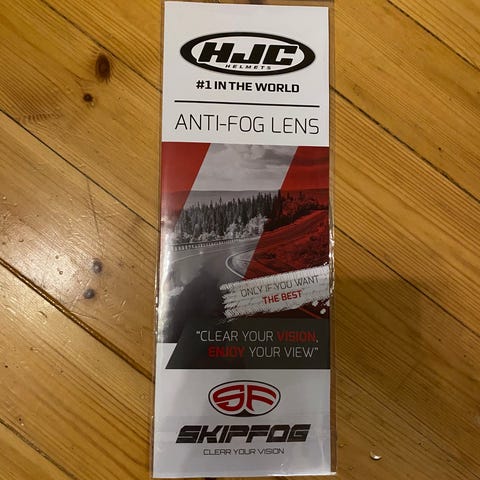 HJC
HELMETS
#1 IN THE WORLD
ANTI-FOG LENS
ONLY IF YOU WANT
THE BEST
"CLEAR YOUR VISION,
ENJOY YOUR VIEW"
SF
SKIPFOG
CLEAR YOUR VISION